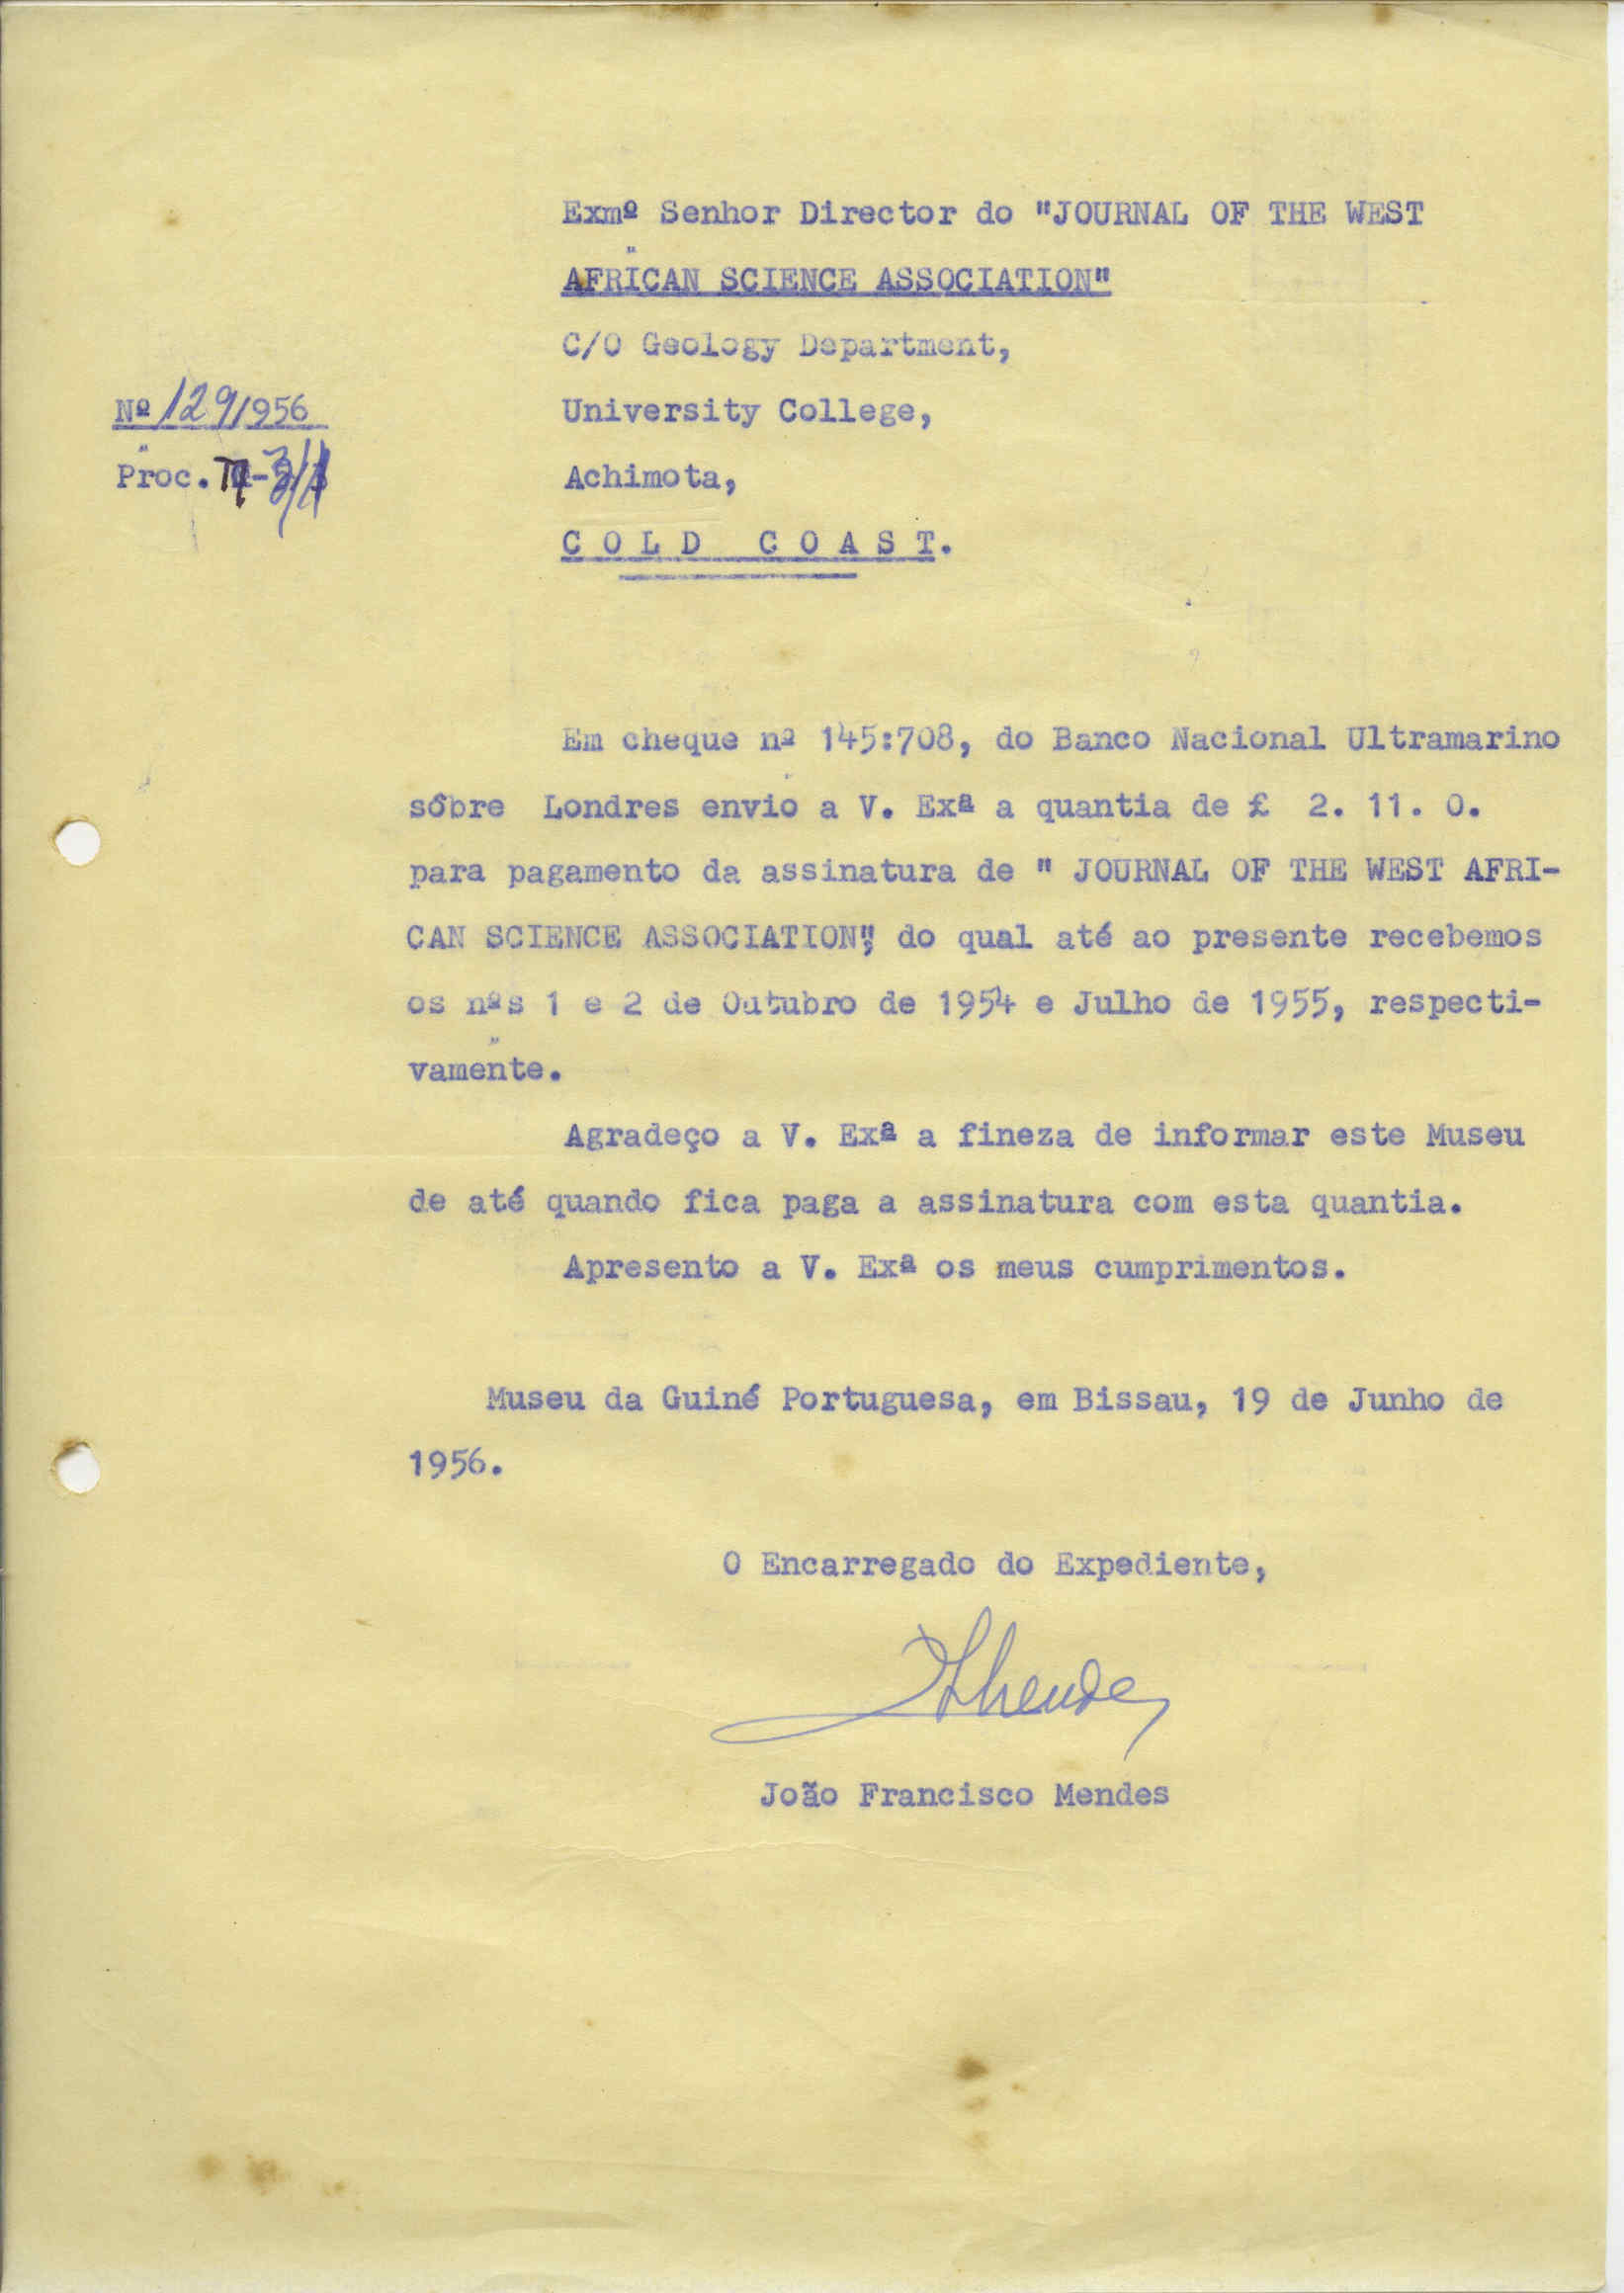 Exmº Senhor Director do "JOURNAL OF THE WEST
AFRICAN SCIENCE ASSOCIATION"
C/O Geology Department,
Nº 129/1956
University College,
Proc.
Achimota,
COLD COAST.
Em cheque nº 145:708, do Banco Nacional Ultramarino
sôbre Londres envio a V. Exª a quantia de £ 2. 11. 0.
para pagamento da assinatura de " JOURNAL OF THE WEST AFRI-
CAN SCIENCE ASSOCIATION", do qual até ao presente recebemos
os nºs 1 e 2 de Outubro de 1954 e Julho de 1955, respecti-
vamente.
Agradeço a V. Exª a fineza de informar este Museu
de até quando fica paga a assinatura com esta quantia.
Apresento a V. Exª os meus cumprimentos.
Museu da Guiné Portuguesa, em Bissau, 19 de Junho de
1956.
O Encarregado do Expediente,
João Francisco Mendes